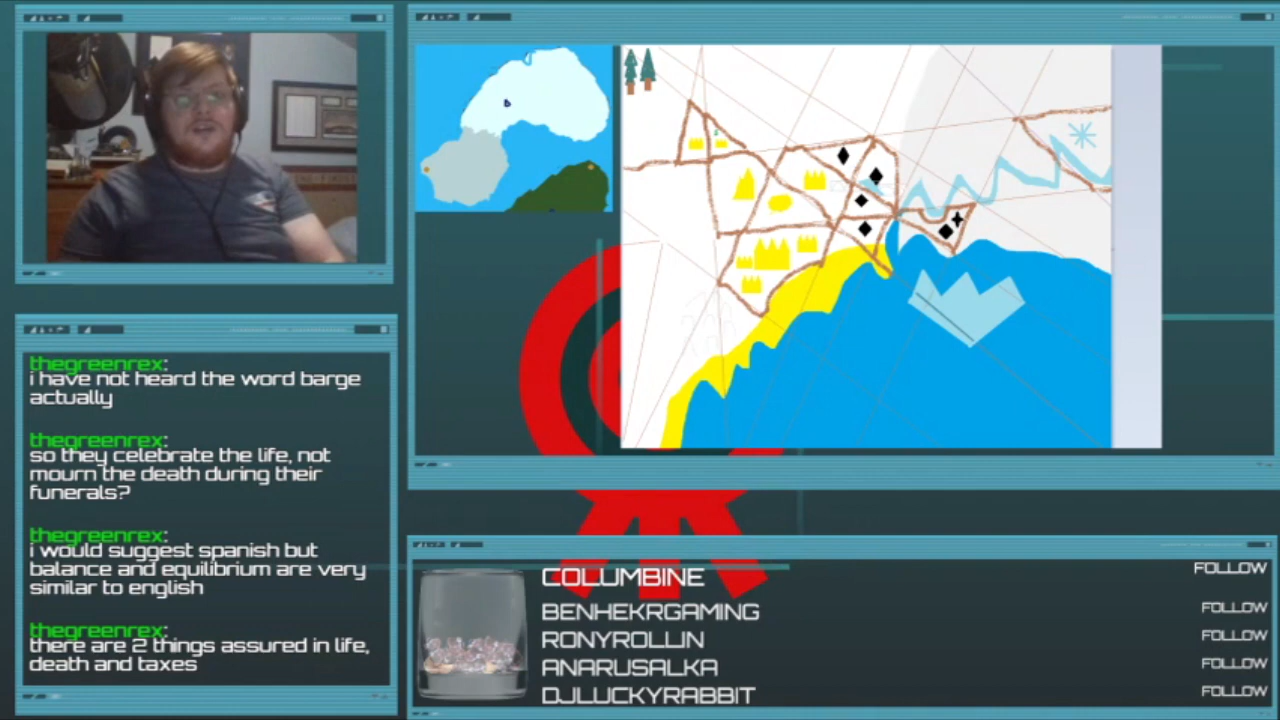 thegreenrex:
i have not heard the word barge
actually
thegreenrex:
so they celebrate the life, not
mourn the death during their
funerals?
thegreenrex:
i would suggest spanish but
balance and equilibrium are very
similar to english
thegreenrex:
there are 2 things assured in life,
death and taxes
COLUMBINE FOLLOW
BENHEKRGAMING FOLLOW
RONYROLLIN FOLLOW
ANARUSALKA FOLLOW
DJLUCKYRABBIT FOLLOW